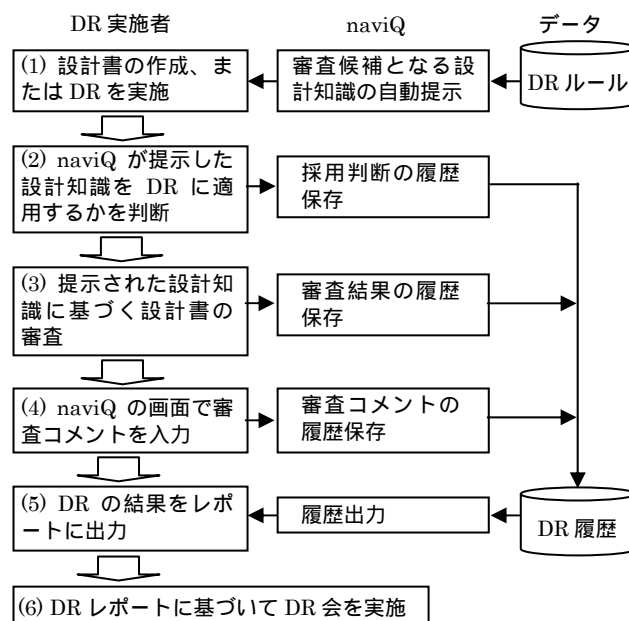 DR 実施者
naviQ
データ
(1) 設計書の作成、ま
たは DR を実施
審査候補となる設
計知識の自動提示
DR ルール
(2) naviQ が提示した
設計知識を DR に適
用するかを判断
採用判断の履歴
保存
(3) 提示された設計知
識に基づく設計書の
審査
審査結果の履歴
保存
(4) naviQ の画面で審
査コメントを入力
審査コメントの
履歴保存
(5) DR の結果をレポ
ートに出力
履歴出力
DR 履歴
(6) DR レポートに基づいて DR 会を実施